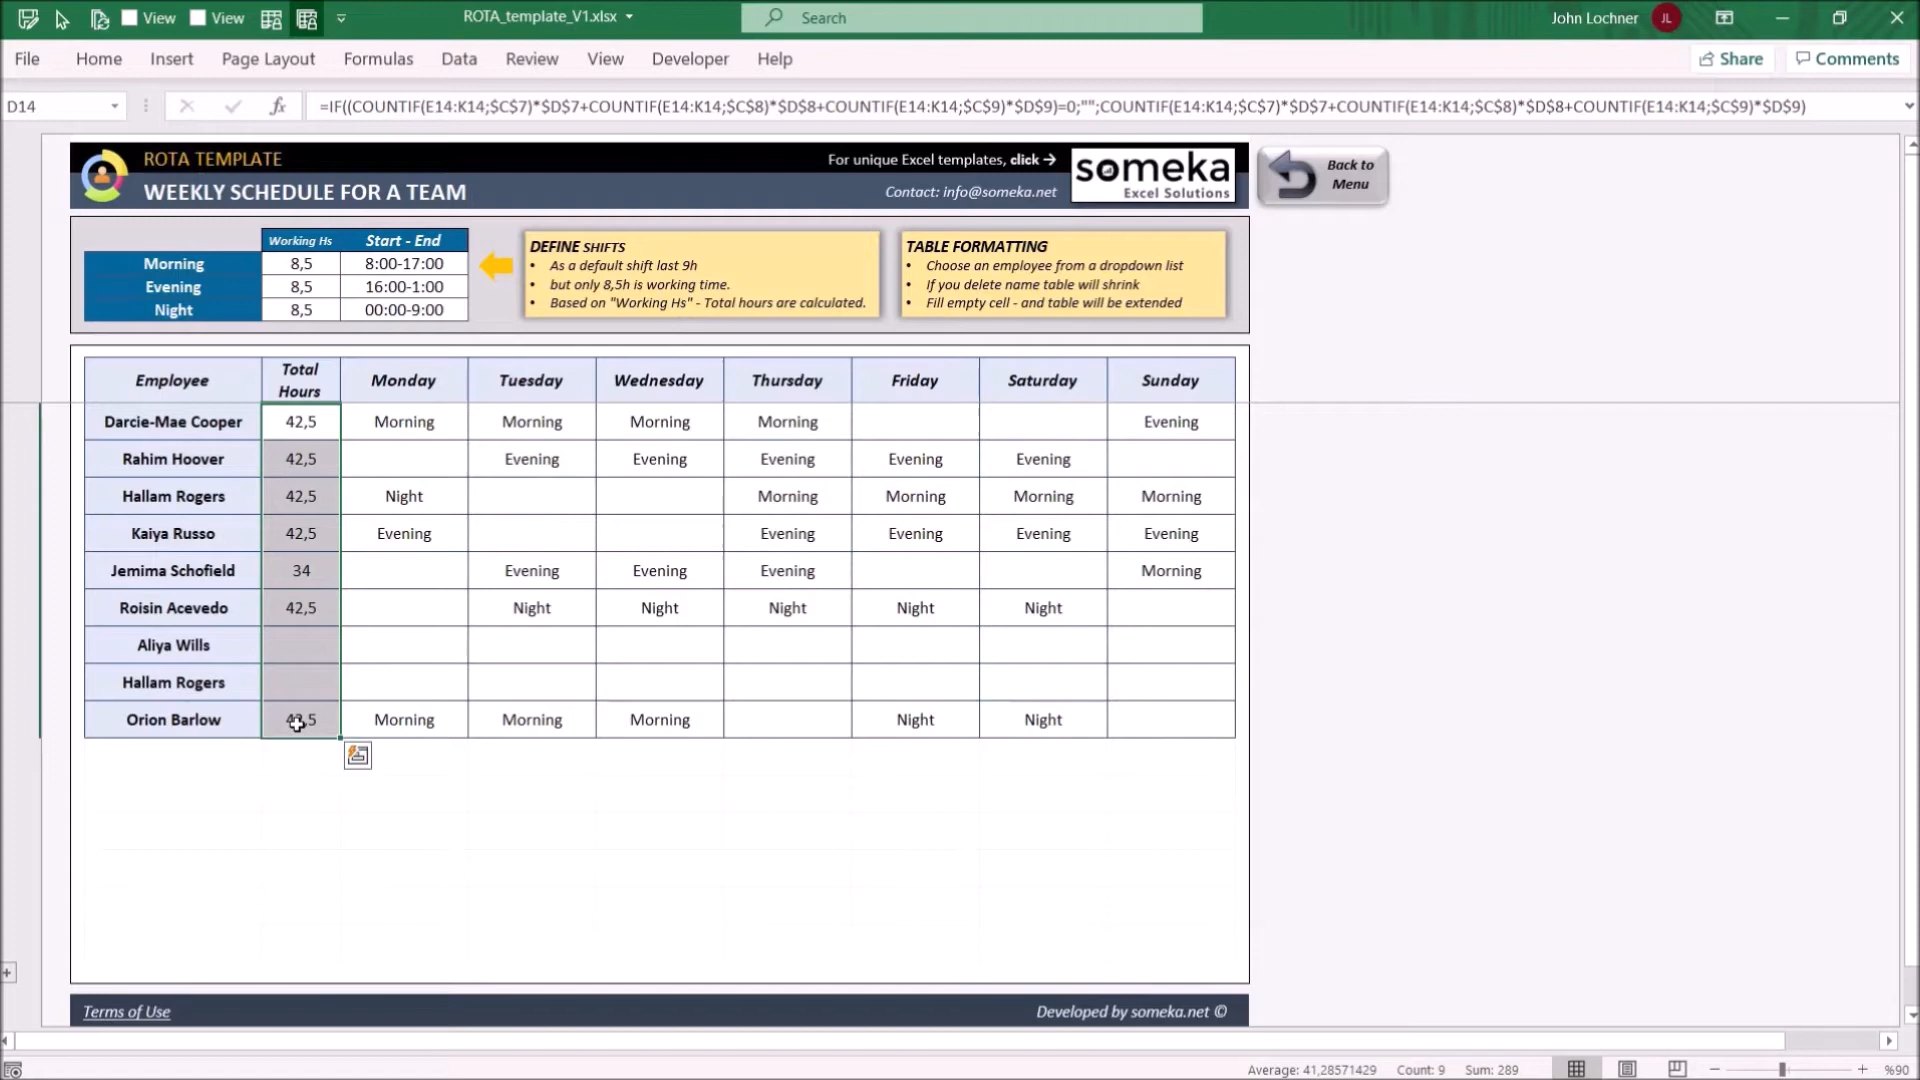 View View ROTA_template_V1.xlsx Search John Lochner JL
File Home Insert Page Layout Formulas Data Review View Developer Help Share Comments
D14 fx =IF((COUNTIF(E14:K14;$C$7)*$D$7+COUNTIF(E14:K14;$C$8)*$D$8+COUNTIF(E14:K14;$C$9)*$D$9)=0;"";COUNTIF(E14:K14;$C$7)*$D$7+COUNTIF(E14:K14;$C$8)*$D$8+COUNTIF(E14:K14;$C$9)*$D$9)
ROTA TEMPLATE
WEEKLY SCHEDULE FOR A TEAM
For unique Excel templates, click →
Contact: info@someka.net
someka
Excel Solutions
Back to
Menu
Working Hs Start - End
Morning 8,5 8:00-17:00
Evening 8,5 16:00-1:00
Night 8,5 00:00-9:00
DEFINE SHIFTS
• As a default shift last 9h
• but only 8,5h is working time.
• Based on "Working Hs" - Total hours are calculated.
TABLE FORMATTING
• Choose an employee from a dropdown list
• If you delete name table will shrink
• Fill empty cell - and table will be extended
Employee Total Hours Monday Tuesday Wednesday Thursday Friday Saturday Sunday
Darcie-Mae Cooper 42,5 Morning Morning Morning Morning Evening
Rahim Hoover 42,5 Evening Evening Evening Evening Evening
Hallam Rogers 42,5 Night Morning Morning Morning Morning
Kaiya Russo 42,5 Evening Evening Evening Evening Evening
Jemima Schofield 34 Evening Evening Evening Morning
Roisin Acevedo 42,5 Night Night Night Night Night
Aliya Wills
Hallam Rogers
Orion Barlow 42,5 Morning Morning Morning Night Night
Terms of Use Developed by someka.net ©
Average: 41,28571429 Count: 9 Sum: 289 %90